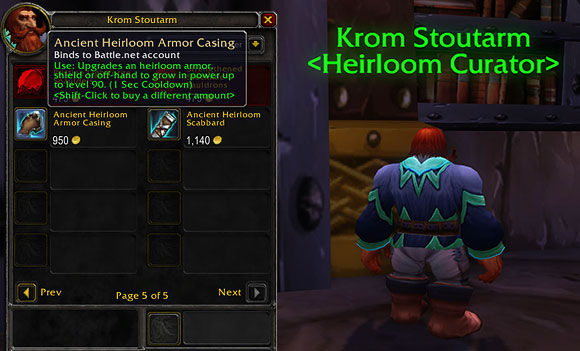 Krom Stoutarm
Ancient Heirloom Armor Casing
Binds to Battle.net account
Use: Upgrades an heirloom armor,
shield or off-hand to grow in power up
to level 90. (1 Sec Cooldown)
<Shift-Click to buy a different amount>
Ancient Heirloom
Armor Casing
950
Ancient Heirloom
Scabbard
1,140
Prev
Page 5 of 5
Next
Krom Stoutarm
<Heirloom Curator>